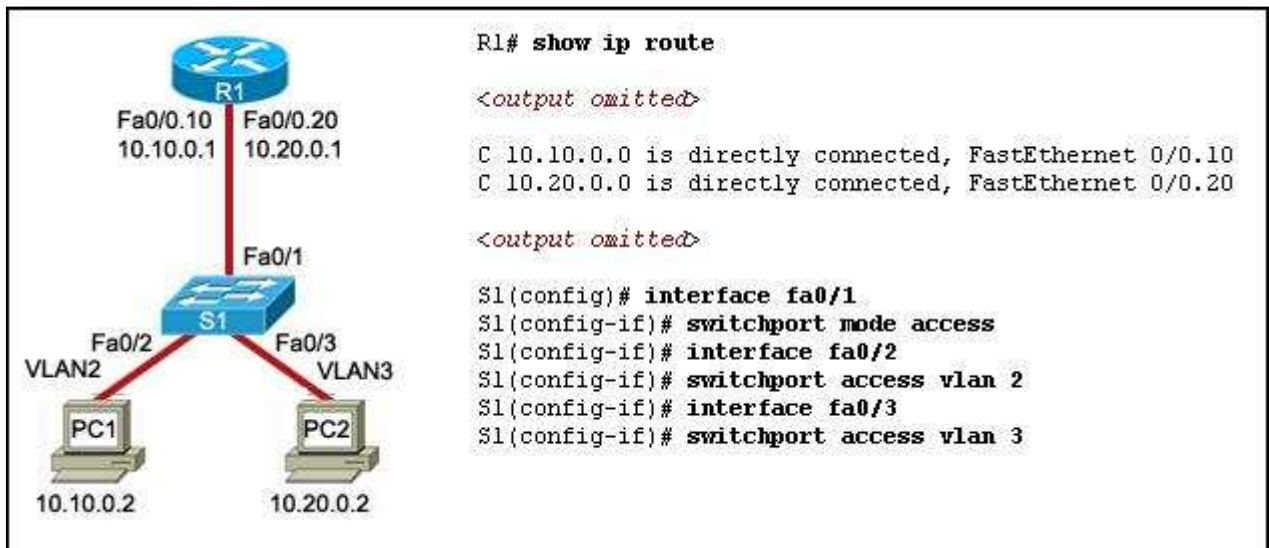 R1
Fa0/0.10 Fa0/0.20
10.10.0.1 10.20.0.1
Fa0/1
S1
Fa0/2 Fa0/3
VLAN2 VLAN3
PC1 PC2
10.10.0.2 10.20.0.2
R1# show ip route
<output omitted>
C 10.10.0.0 is directly connected, FastEthernet 0/0.10
C 10.20.0.0 is directly connected, FastEthernet 0/0.20
<output omitted>
S1(config)# interface fa0/1
S1(config-if)# switchport mode access
S1(config-if)# interface fa0/2
S1(config-if)# switchport access vlan 2
S1(config-if)# interface fa0/3
S1(config-if)# switchport access vlan 3